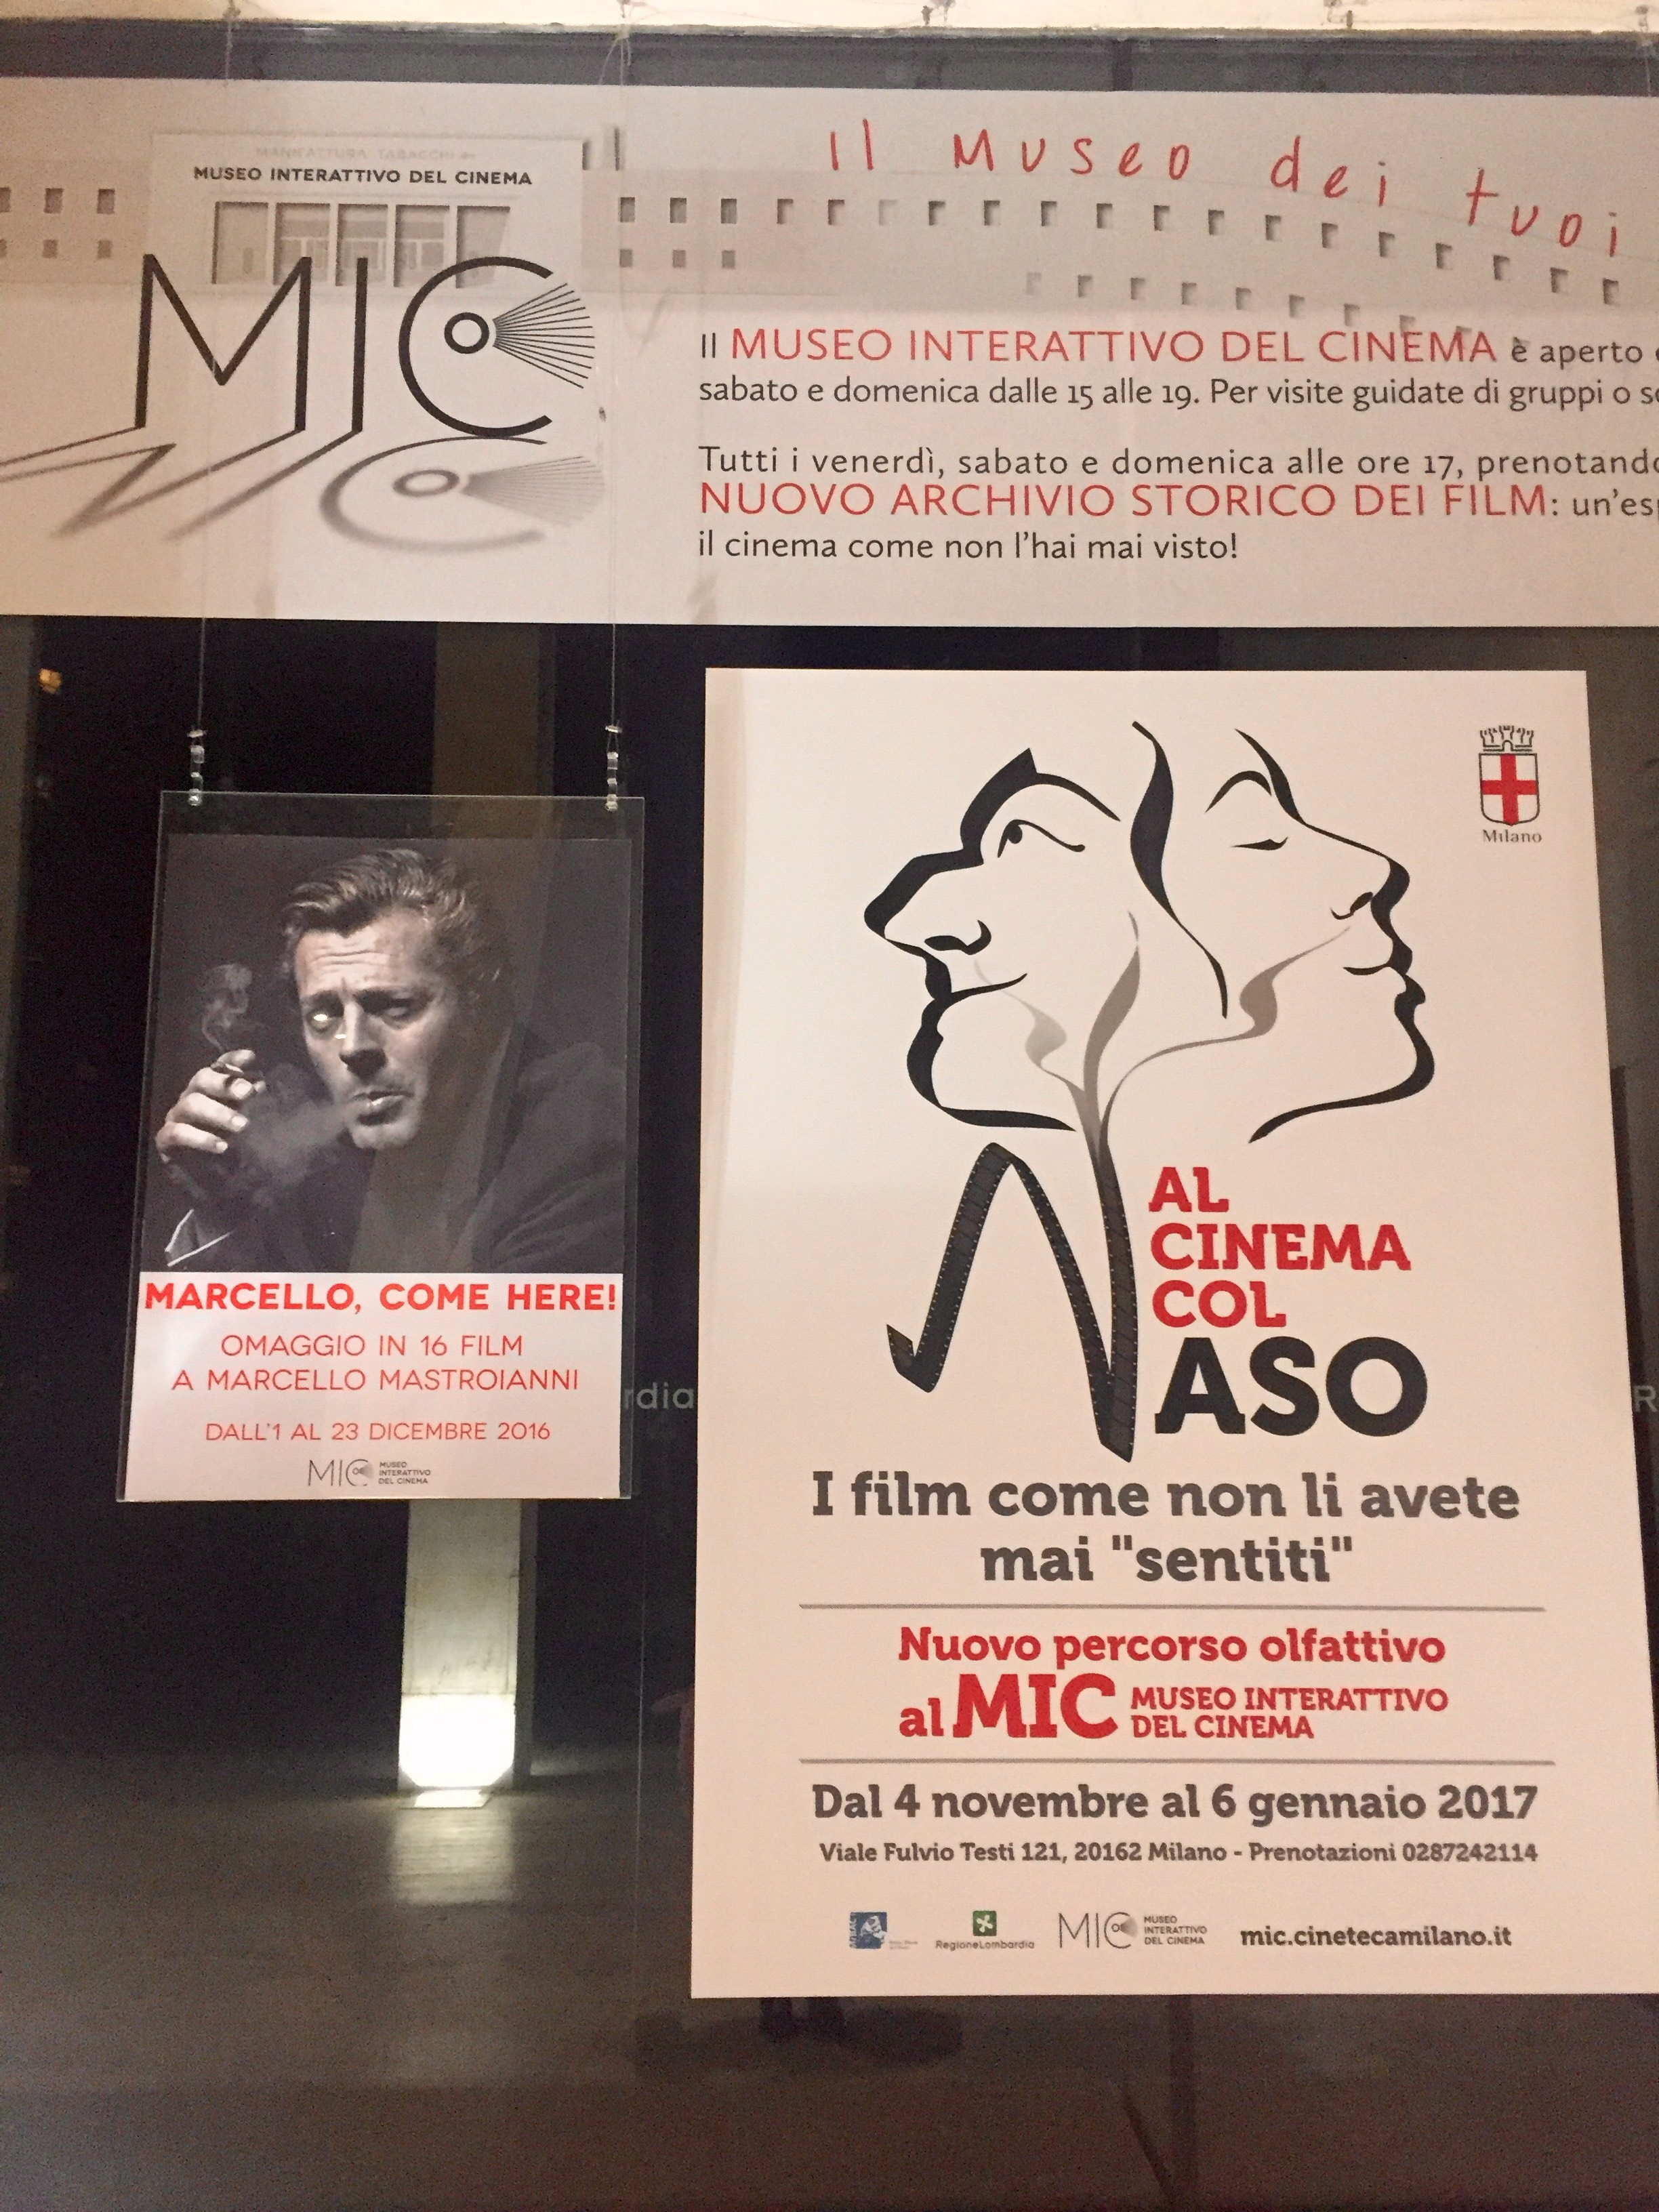 MANIFATTURA TABACCHI
MUSEO INTERATTIVO DEL CINEMA
MIC
Il Museo dei tuoi
Il MUSEO INTERATTIVO DEL CINEMA è aperto
sabato e domenica dalle 15 alle 19. Per visite guidate di gruppi o
Tutti i venerdì, sabato e domenica alle ore 17, prenotando
NUOVO ARCHIVIO STORICO DEI FILM: un'esp
il cinema come non l'hai mai visto!
MARCELLO, COME HERE!
OMAGGIO IN 16 FILM
A MARCELLO MASTROIANNI
DALL'1 AL 23 DICEMBRE 2016
MIC MUSEO
INTERATTIVO
DEL CINEMA
rdia
Milano
AL
CINEMA
COL
NASO
I film come non li avete
mai "sentiti"
Nuovo percorso olfattivo
al MIC MUSEO INTERATTIVO
DEL CINEMA
Dal 4 novembre al 6 gennaio 2017
Viale Fulvio Testi 121, 20162 Milano - Prenotazioni 0287242114
RegioneLombardia
MIC MUSEO
INTERATTIVO
DEL CINEMA
mic.cinetecamilano.it
R